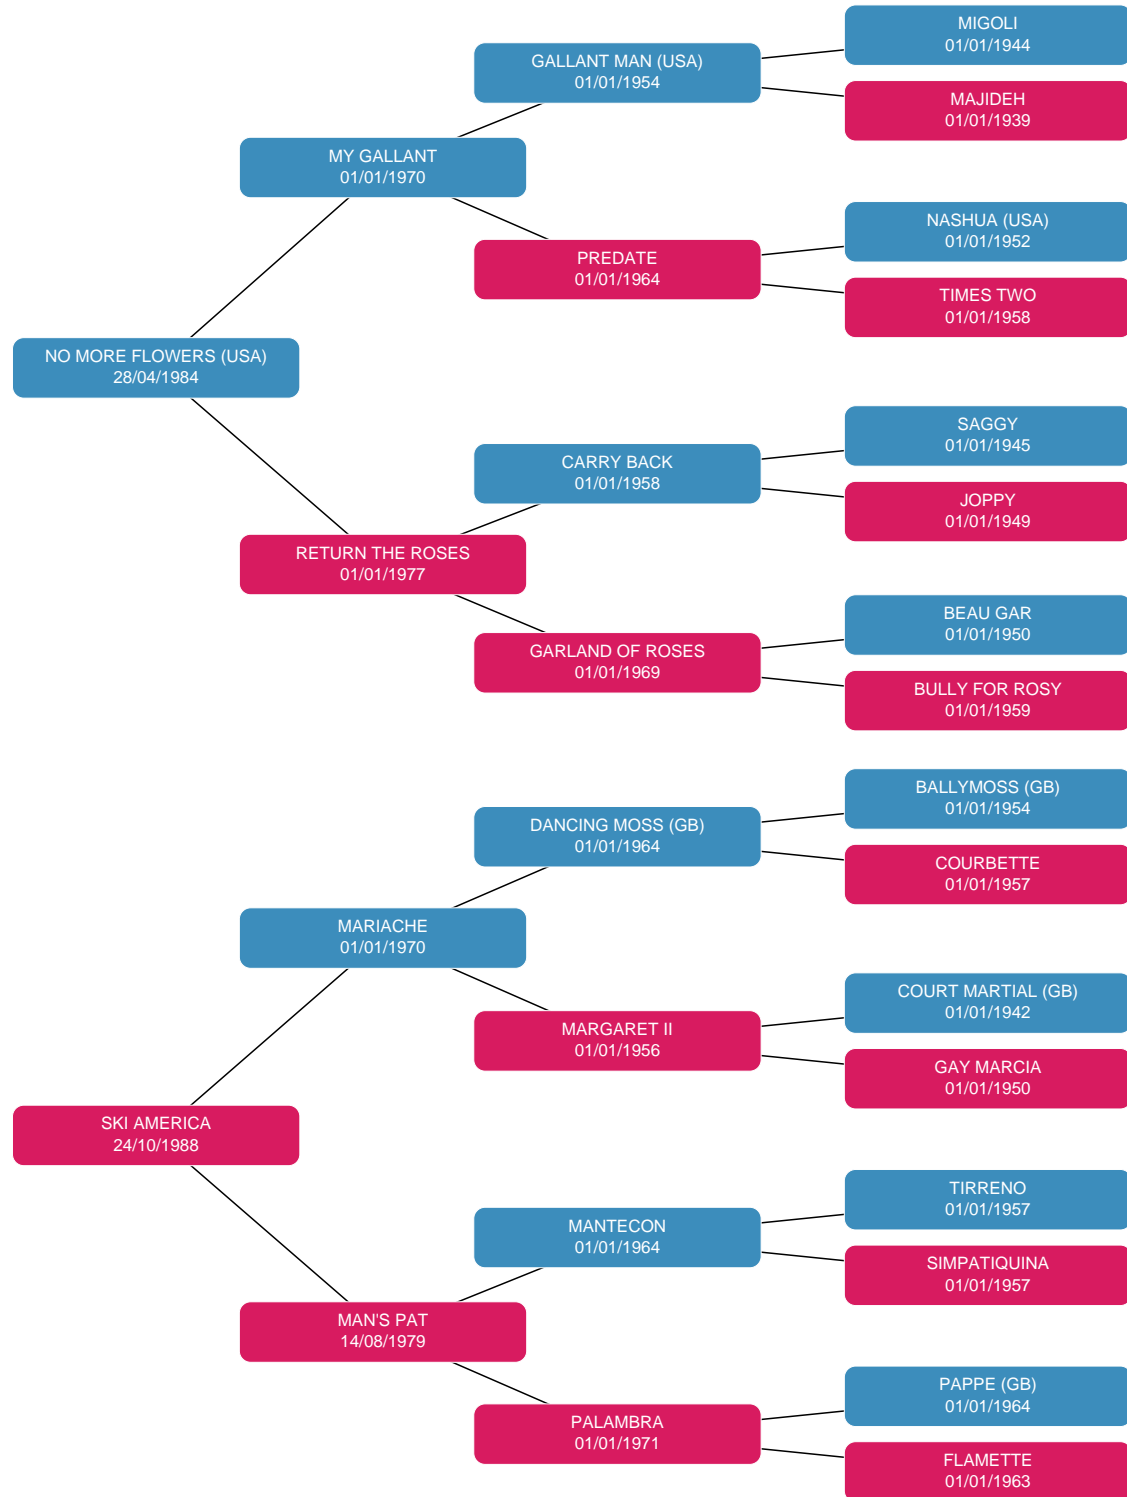 MIGOLI
01/01/1944
GALLANT MAN (USA)
01/01/1954
MAJIDEH
01/01/1939
MY GALLANT
01/01/1970
NASHUA (USA)
01/01/1952
PREDATE
01/01/1964
TIMES TWO
01/01/1958
NO MORE FLOWERS (USA)
28/04/1984
SAGGY
01/01/1945
CARRY BACK
01/01/1958
JOPPY
01/01/1949
RETURN THE ROSES
01/01/1977
BEAU GAR
01/01/1950
GARLAND OF ROSES
01/01/1969
BULLY FOR ROSY
01/01/1959
BALLYMOSS (GB)
01/01/1954
DANCING MOSS (GB)
01/01/1964
COURBETTE
01/01/1957
MARIACHE
01/01/1970
COURT MARTIAL (GB)
01/01/1942
MARGARET II
01/01/1956
GAY MARCIA
01/01/1950
SKI AMERICA
24/10/1988
TIRRENO
01/01/1957
MANTECON
01/01/1964
SIMPATIQUINA
01/01/1957
MAN'S PAT
14/08/1979
PAPPE (GB)
01/01/1964
PALAMBRA
01/01/1971
FLAMETTE
01/01/1963